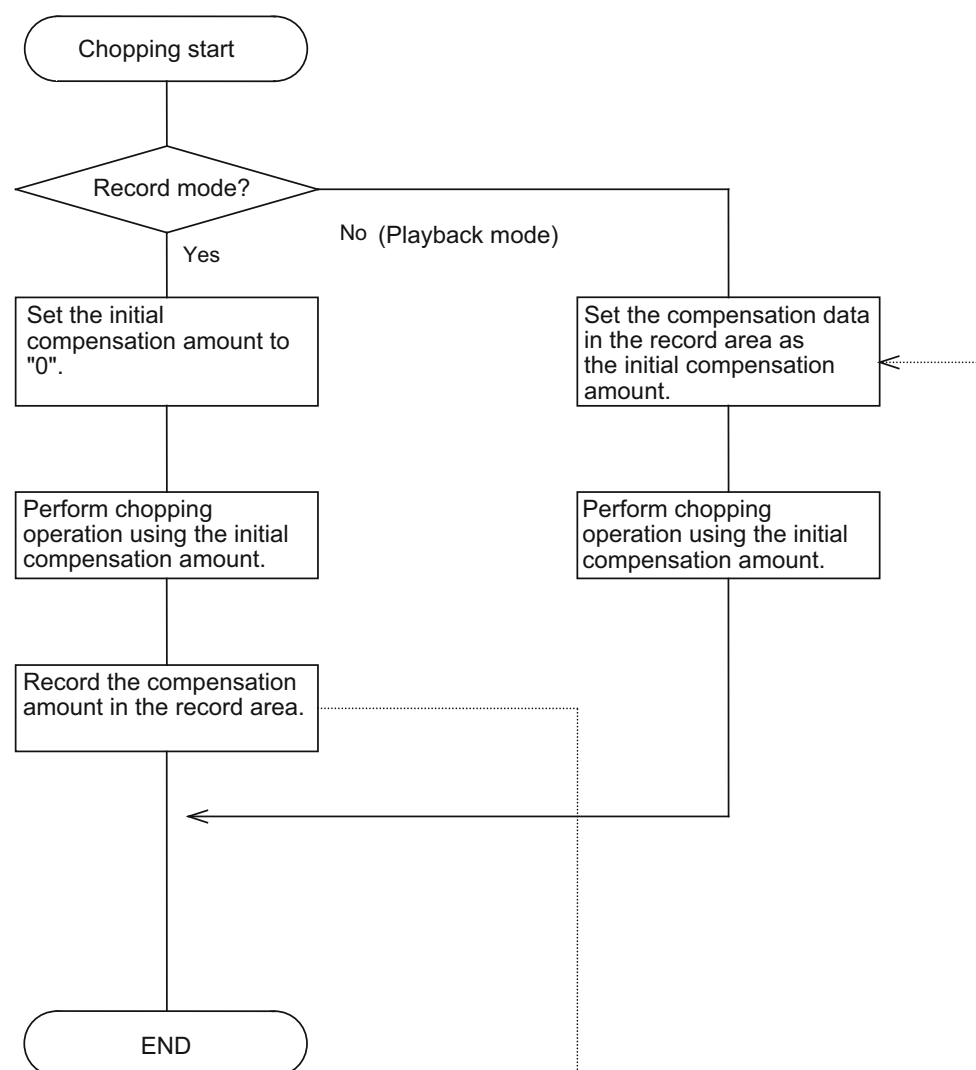 Chopping start
Record mode?
No (Playback mode)
Yes
Set the initial
compensation amount to
"0".
Set the compensation data
in the record area as
the initial compensation
amount.
Perform chopping
operation using the initial
compensation amount.
Perform chopping
operation using the initial
compensation amount.
Record the compensation
amount in the record area.
END